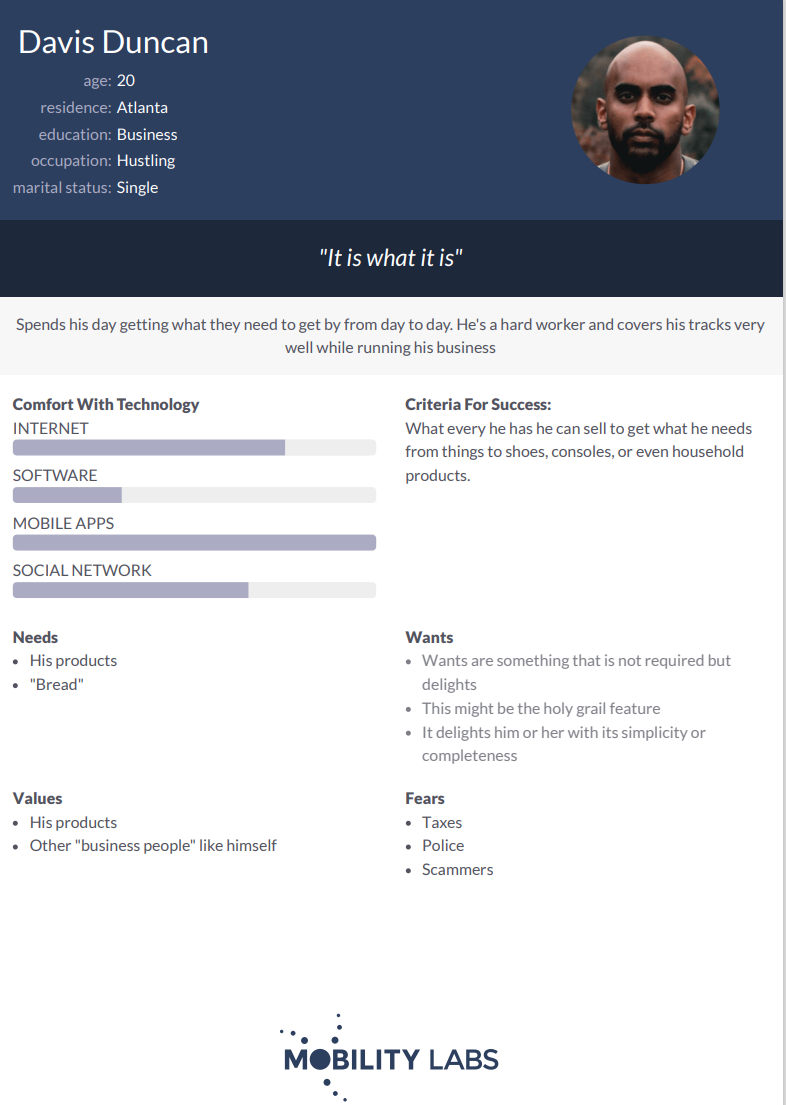 Davis Duncan
age: 20
residence: Atlanta
education: Business
occupation: Hustling
marital status: Single
"It is what it is"
Spends his day getting what they need to get by from day to day. He's a hard worker and covers his tracks very
well while running his business
Comfort With Technology
INTERNET
SOFTWARE
MOBILE APPS
SOCIAL NETWORK
Criteria For Success:
What every he has he can sell to get what he needs
from things to shoes, consoles, or even household
products.
Needs
• His products
• "Bread"
Wants
• Wants are something that is not required but
delights
• This might be the holy grail feature
• It delights him or her with its simplicity or
completeness
Values
• His products
• Other "business people" like himself
Fears
• Taxes
• Police
• Scammers
MOBILITY LABS